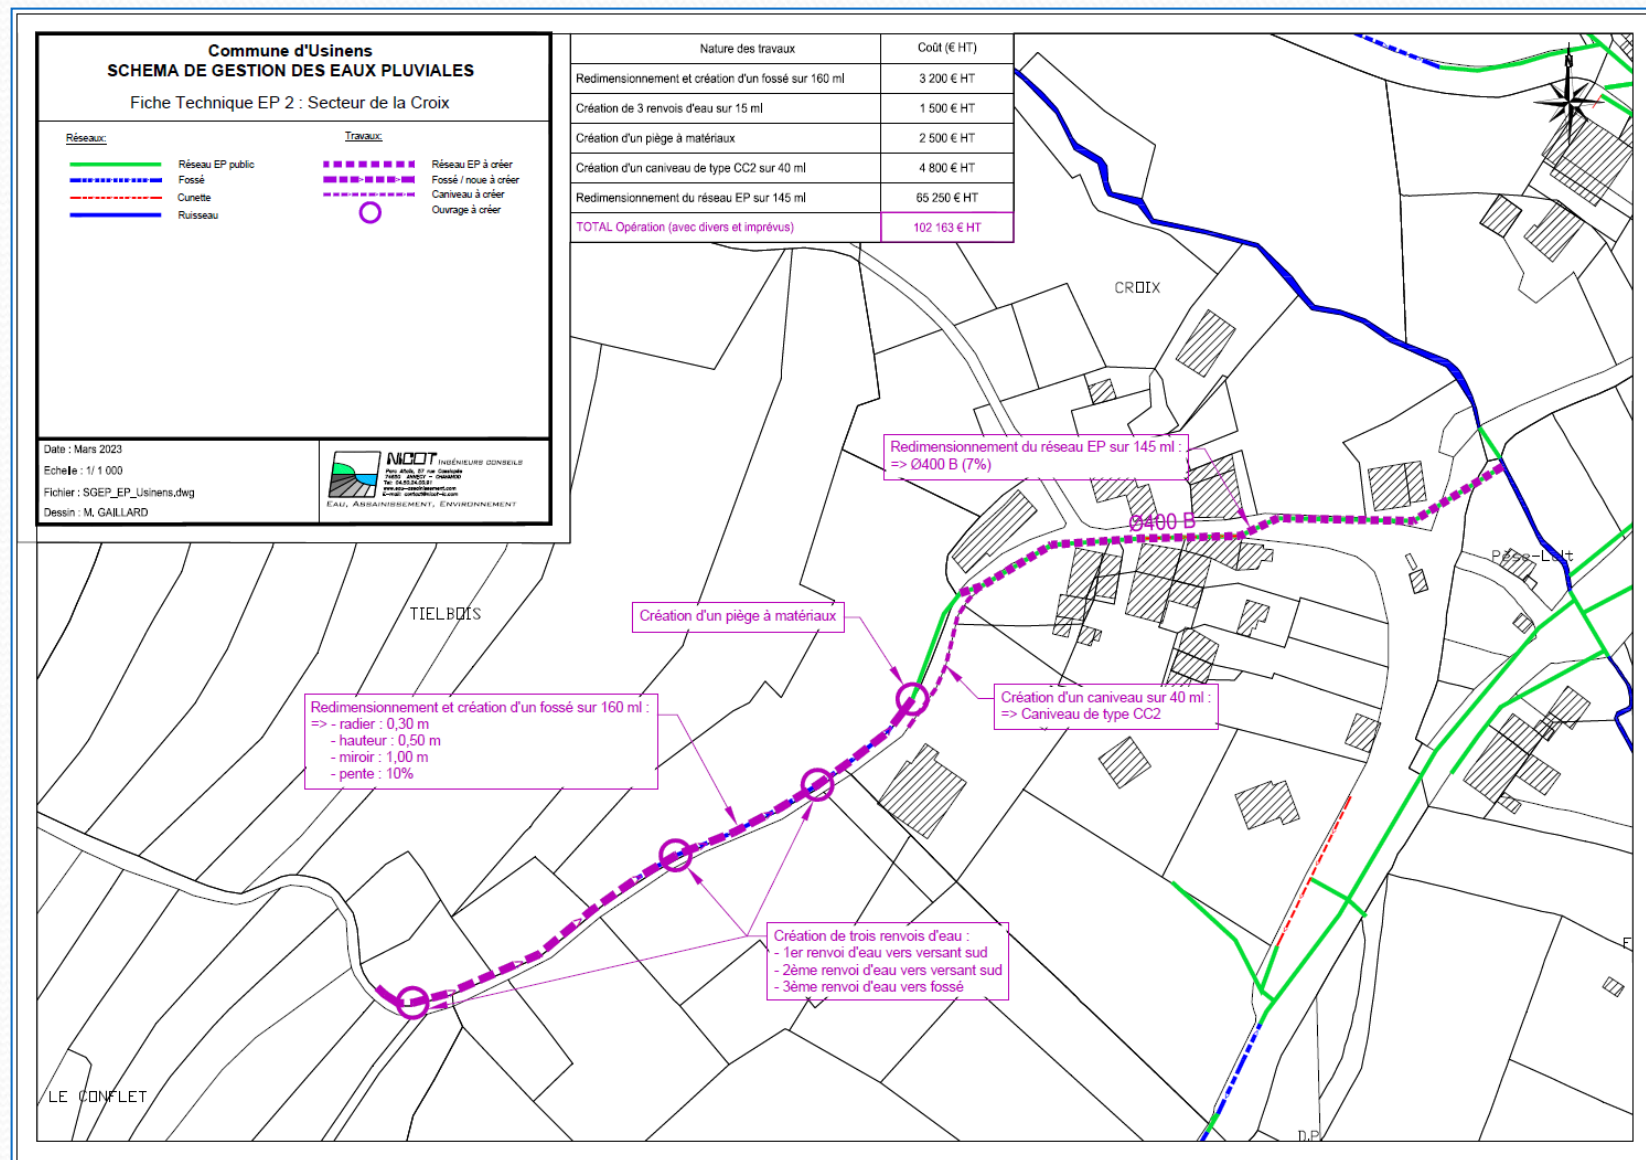 Commune d'Usinens
SCHEMA DE GESTION DES EAUX PLUVIALES
Fiche Technique EP 2 : Secteur de la Croix
Réseaux:
Réseau EP public
Fossé
Cunette
Ruisseau
Travaux:
Réseau EP à créer
Fossé / noue à créer
Caniveau à créer
Ouvrage à créer
Date : Mars 2023
Echelle : 1/ 1 000
Fichier : SGEP_EP_Usinens.dwg
Dessin : M. GAILLARD
NICOT INGÉNIEURS CONSEILS
EAU, ASSAINISSEMENT, ENVIRONNEMENT
Nature des travaux Coût (€ HT)
Redimensionnement et création d'un fossé sur 160 ml 3 200 € HT
Création de 3 renvois d'eau sur 15 ml 1 500 € HT
Création d'un piège à matériaux 2 500 € HT
Création d'un caniveau de type CC2 sur 40 ml 4 800 € HT
Redimensionnement du réseau EP sur 145 ml 65 250 € HT
TOTAL Opération (avec divers et imprévus) 102 163 € HT
N
CROIX
Redimensionnement du réseau EP sur 145 ml :
=> Ø400 B (7%)
Ø400 B
TIELBOIS
Création d'un piège à matériaux
Redimensionnement et création d'un fossé sur 160 ml :
=> - radier : 0,30 m
- hauteur : 0,50 m
- miroir : 1,00 m
- pente : 10%
Création d'un caniveau sur 40 ml :
=> Caniveau de type CC2
Création de trois renvois d'eau :
- 1er renvoi d'eau vers versant sud
- 2ème renvoi d'eau vers versant sud
- 3ème renvoi d'eau vers fossé
LE CONFLET
D.P